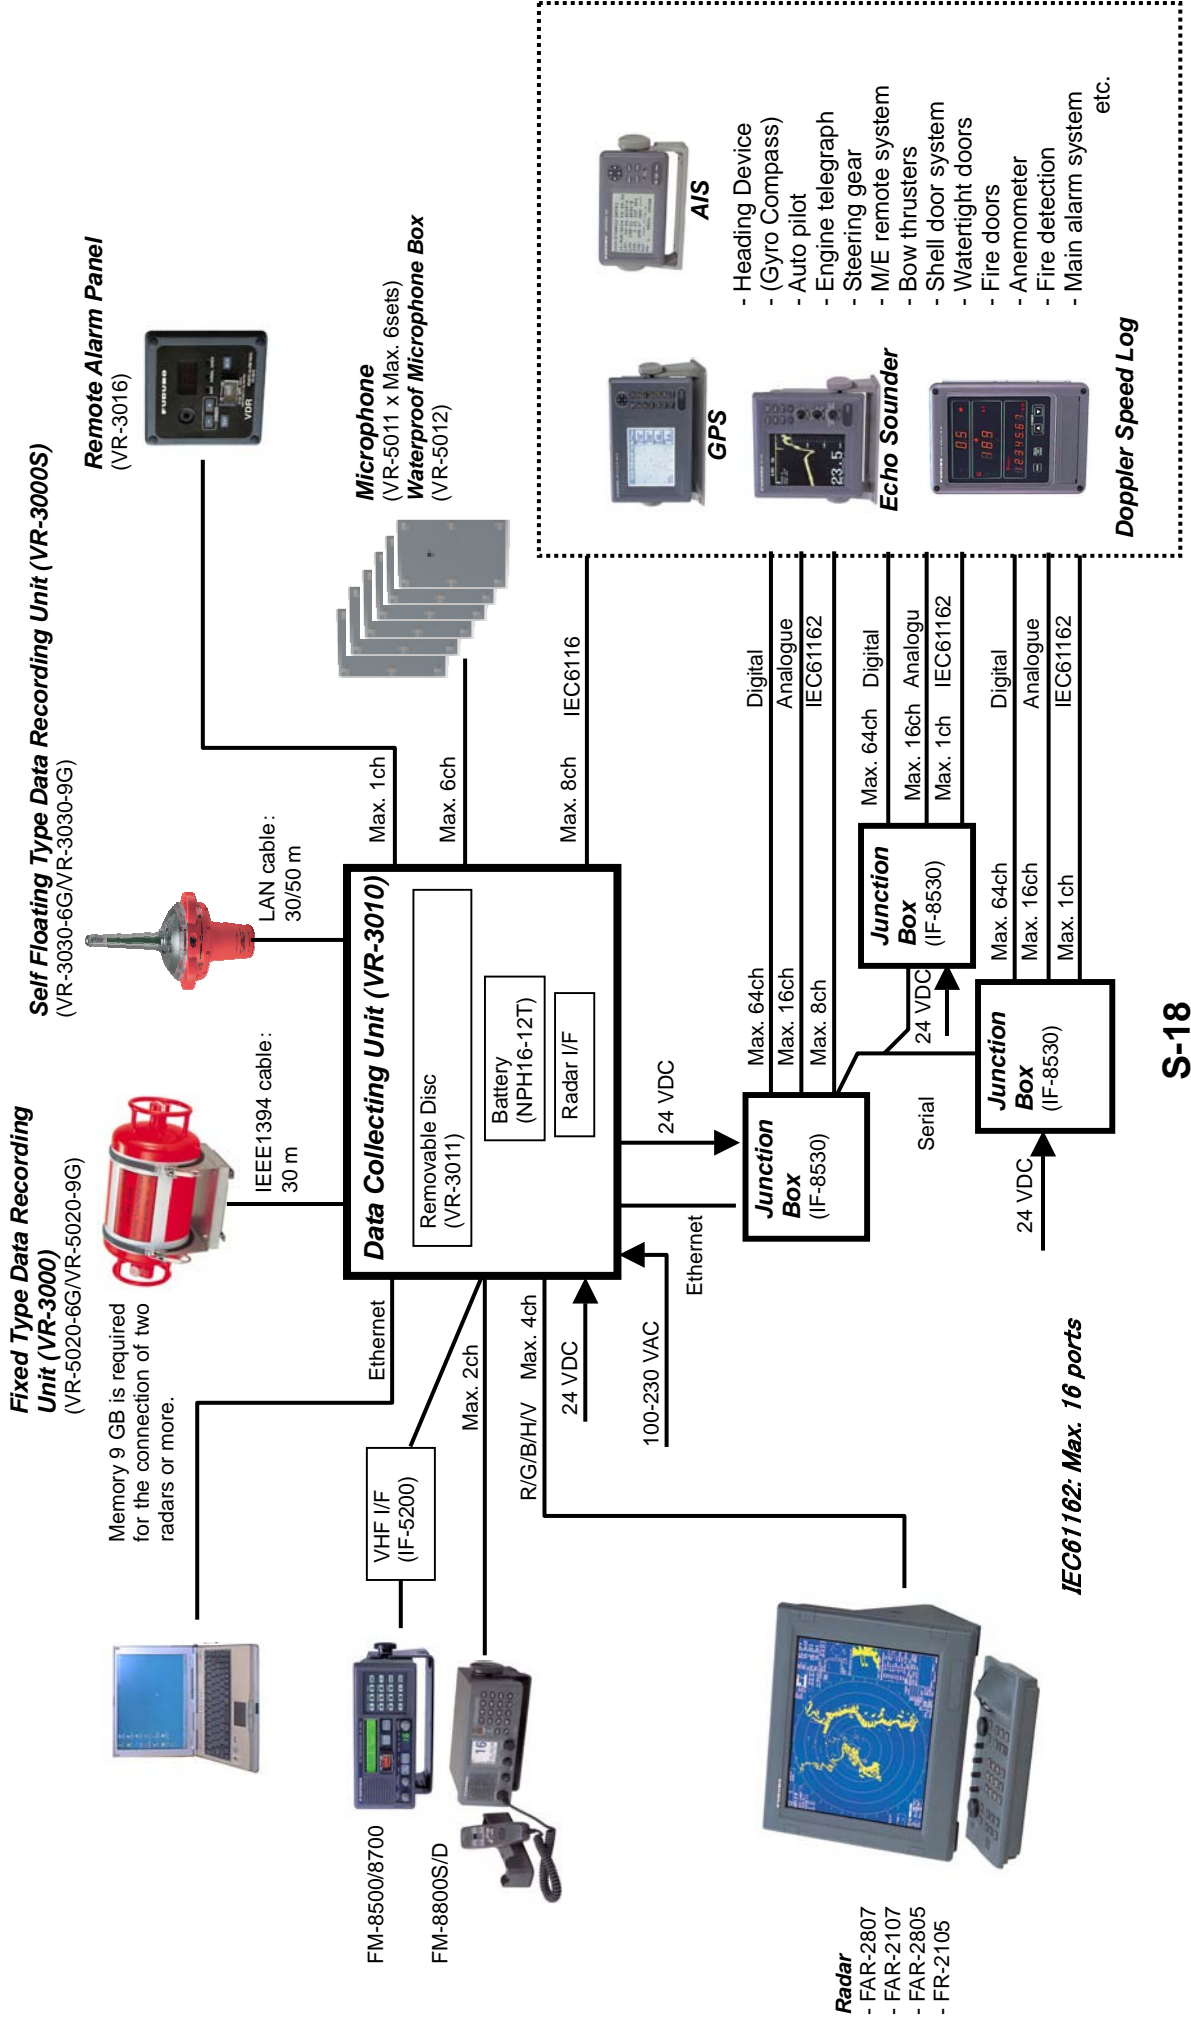 Fixed Type Data Recording
Unit (VR-3000)
(VR-5020-6G/VR-5020-9G)
Memory 9 GB is required
for the connection of two
radars or more.
IEEE1394 cable:
30 m
Self Floating Type Data Recording Unit (VR-3000S)
(VR-3030-6G/VR-3030-9G)
LAN cable:
30/50 m
Remote Alarm Panel
(VR-3016)
FURUNO
VDR
Microphone
(VR-5011 x Max. 6sets)
Waterproof Microphone Box
(VR-5012)
Data Collecting Unit (VR-3010)
Removable Disc
(VR-3011)
Battery
(NPH16-12T)
Radar I/F
Max. 1ch
Max. 6ch
Max. 8ch
IEC6116
Ethernet
VHF I/F
(IF-5200)
Max. 2ch
R/G/B/H/V
Max. 4ch
24 VDC
100-230 VAC
Ethernet
24 VDC
FM-8500/8700
FM-8800S/D
16
Radar
- FAR-2807
- FAR-2107
- FAR-2805
- FR-2105
Junction
Box
(IF-8530)
Max. 64ch
Digital
Max. 16ch
Analogue
Max. 8ch
IEC61162
Serial
Junction
Box
(IF-8530)
24 VDC
Max. 64ch
Digital
Max. 16ch
Analogu
Max. 1ch
IEC61162
Junction
Box
(IF-8530)
24 VDC
Max. 64ch
Digital
Max. 16ch
Analogue
Max. 1ch
IEC61162
AIS
GPS
23.5
Echo Sounder
Doppler Speed Log
- Heading Device
- (Gyro Compass)
- Auto pilot
- Engine telegraph
- Steering gear
- M/E remote system
- Bow thrusters
- Shell door system
- Watertight doors
- Fire doors
- Anemometer
- Fire detection
- Main alarm system
etc.
IEC61162: Max. 16 ports
S-18